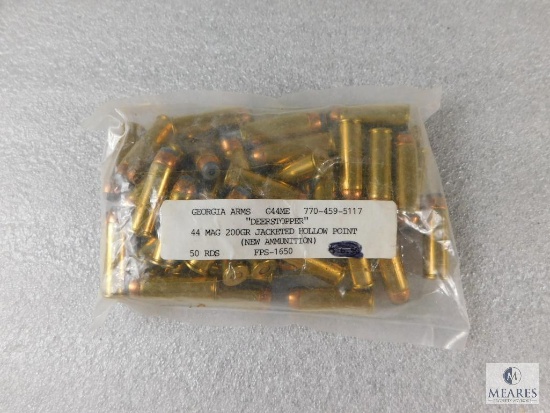 GEORGIA ARMS G44ME 770-459-5117
"DEERSTOPPER"
44 MAG 200GR JACKETED HOLLOW POINT
(NEW AMMUNITION)
50 RDS FPS-1650
MEARES